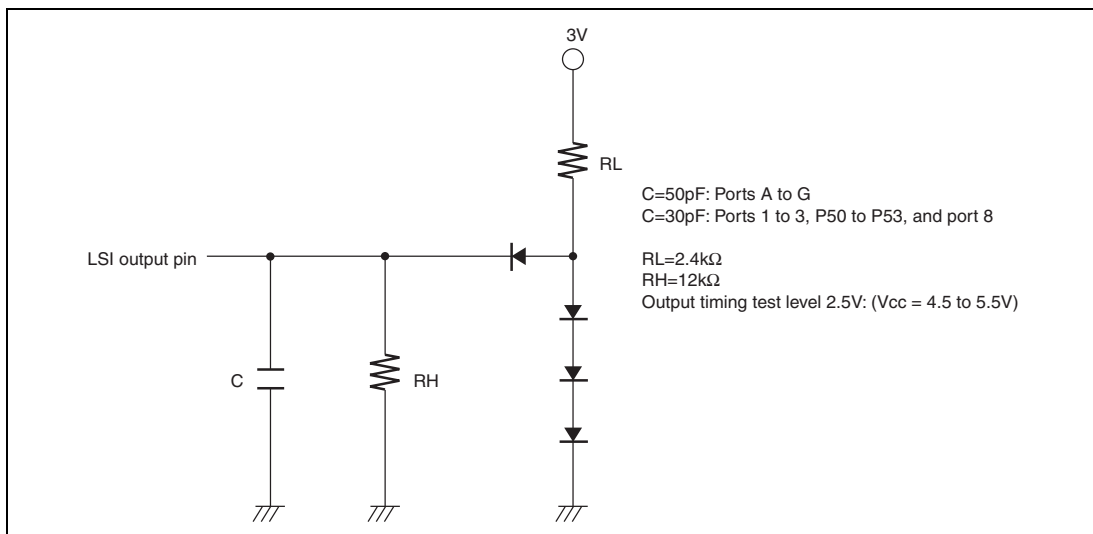 3V
RL
C=50pF: Ports A to G
C=30pF: Ports 1 to 3, P50 to P53, and port 8
LSI output pin
RL=2.4kΩ
RH=12kΩ
Output timing test level 2.5V: (Vcc = 4.5 to 5.5V)
C
RH